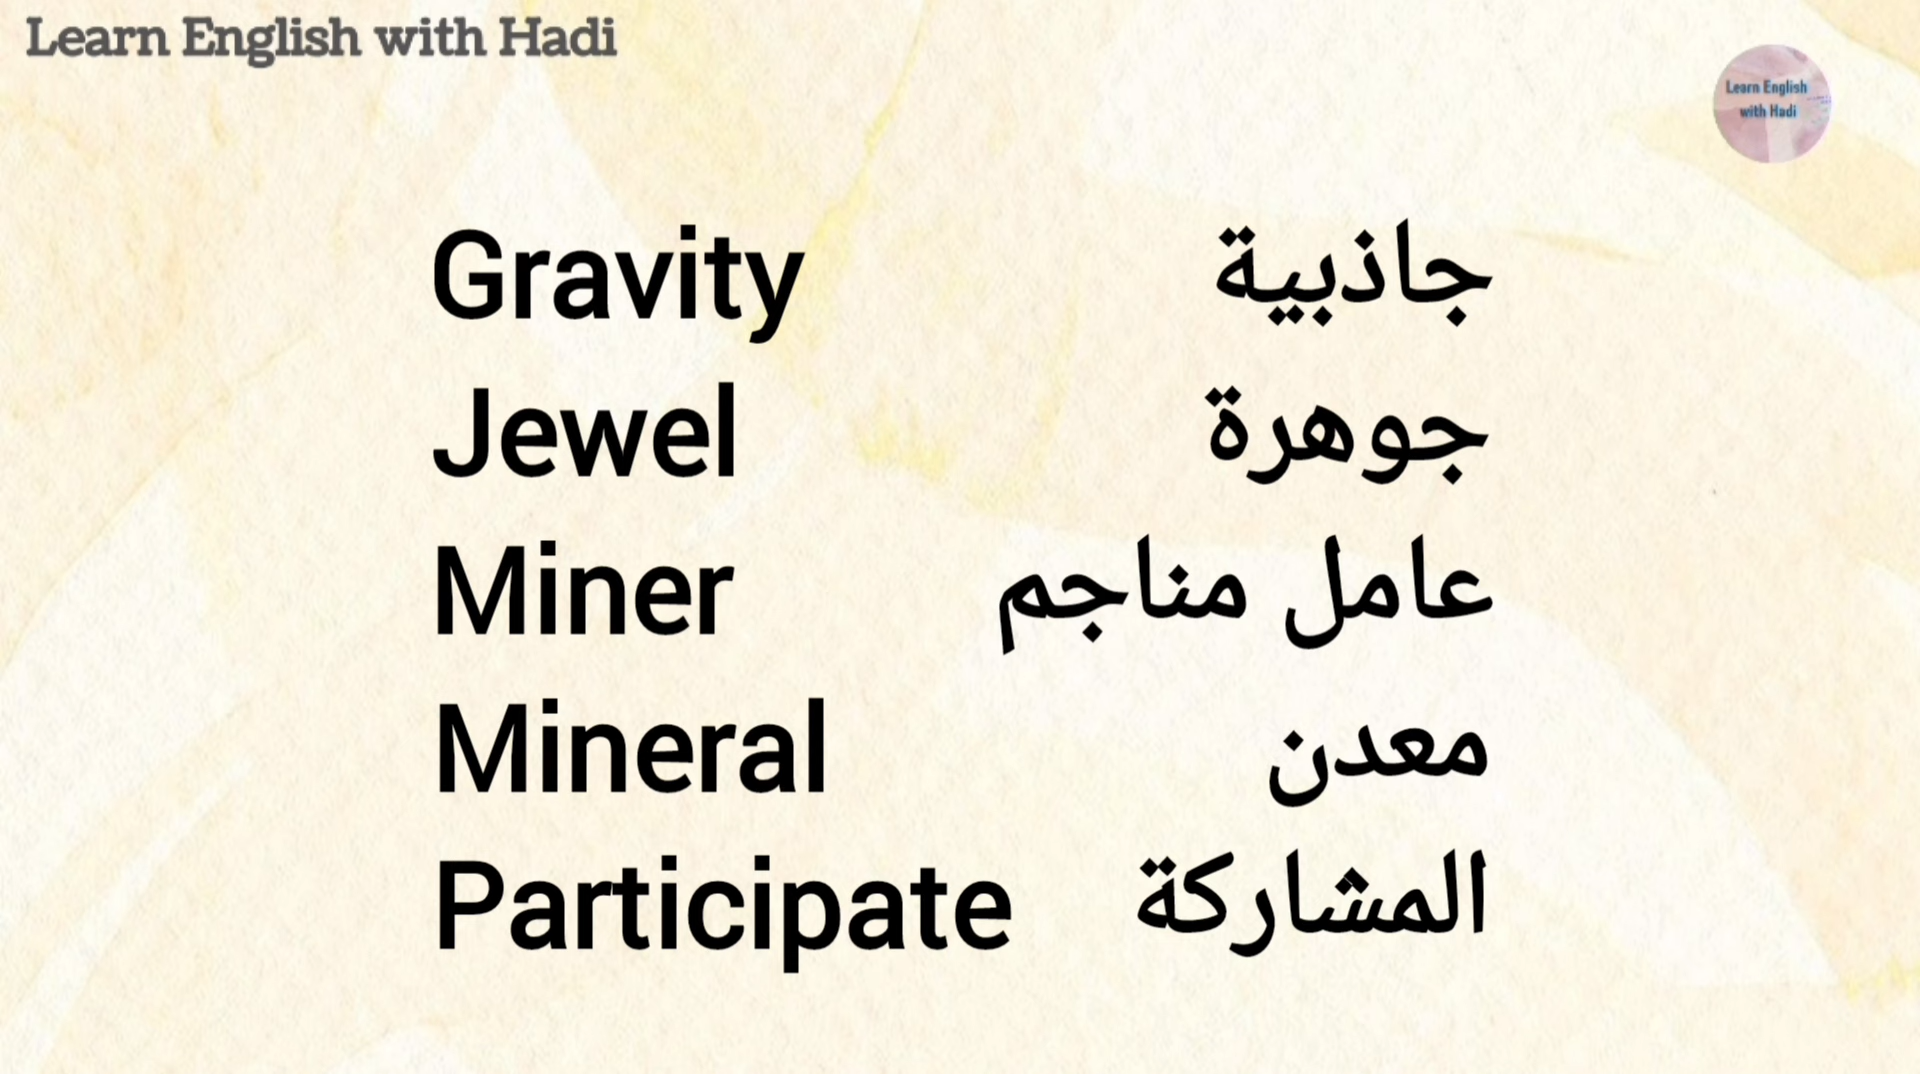 Learn English with Hadi
Learn English
with Hadi
Gravity جاذبية
Jewel جوهرة
Miner عامل مناجم
Mineral معدن
Participate المشاركة